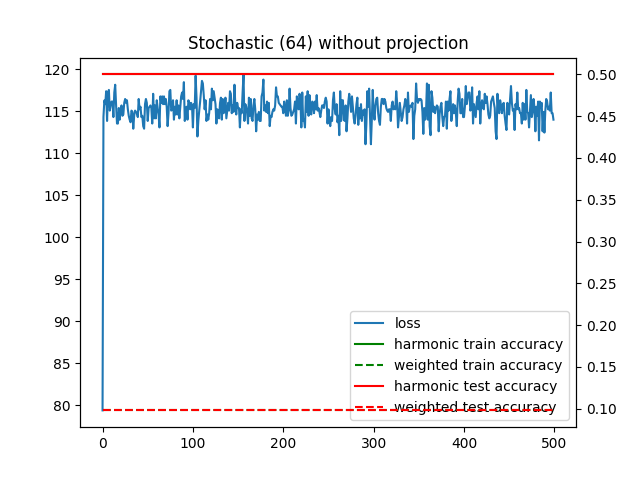 Stochastic (64) without projection
120
115
110
105
100
95
90
85
80
0.50
0.45
0.40
0.35
0.30
0.25
0.20
0.15
0.10
loss
harmonic train accuracy
weighted train accuracy
harmonic test accuracy
weighted test accuracy
0 100 200 300 400 500